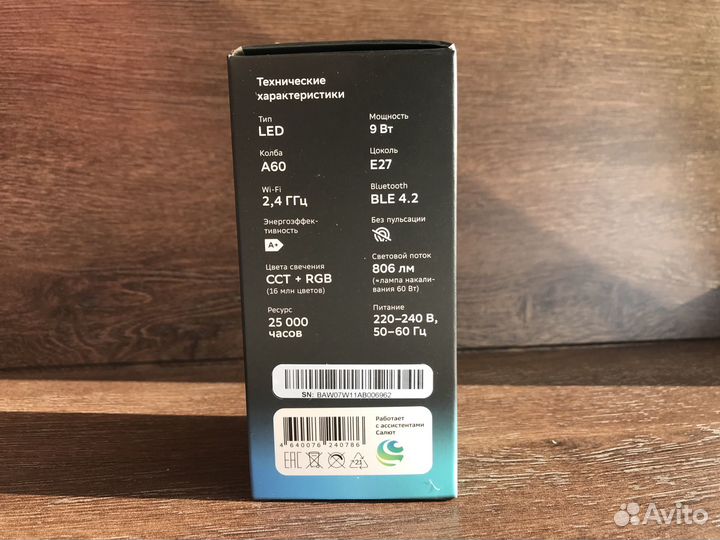 Технические
характеристики
Тип
LED
Мощность
9 Вт
Колба
A60
Цоколь
E27
Wi-Fi
2,4 ГГц
Bluetooth
BLE 4.2
Энергоэффек-
тивность
A+
Без пульсации
Цвета свечения
CCT + RGB
(16 млн цветов)
Световой поток
806 лм
(≈лампа накали-
вания 60 Вт)
Ресурс
25 000
часов
Питание
220–240 В,
50–60 Гц
SN: BAW07W11AB006962
4 640076 240786
Работает
с ассистентами
Салют
EAC
21
Avito